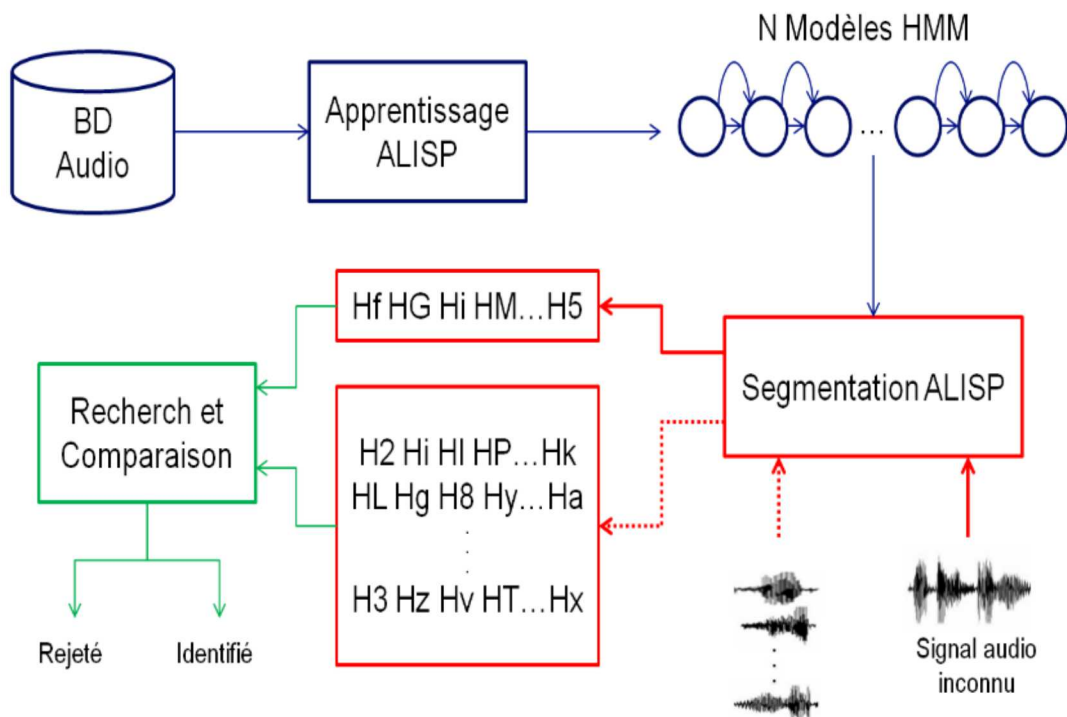 N Modèles HMM
BD
Audio
Apprentissage
ALISP
...
Hf HG Hi HM...H5
Segmentation ALISP
Recherch et
Comparaison
H2 Hi Hl HP...Hk
HL Hg H8 Hy...Ha
H3 Hz Hv HT...Hx
Rejeté
Identifié
Signal audio
inconnu